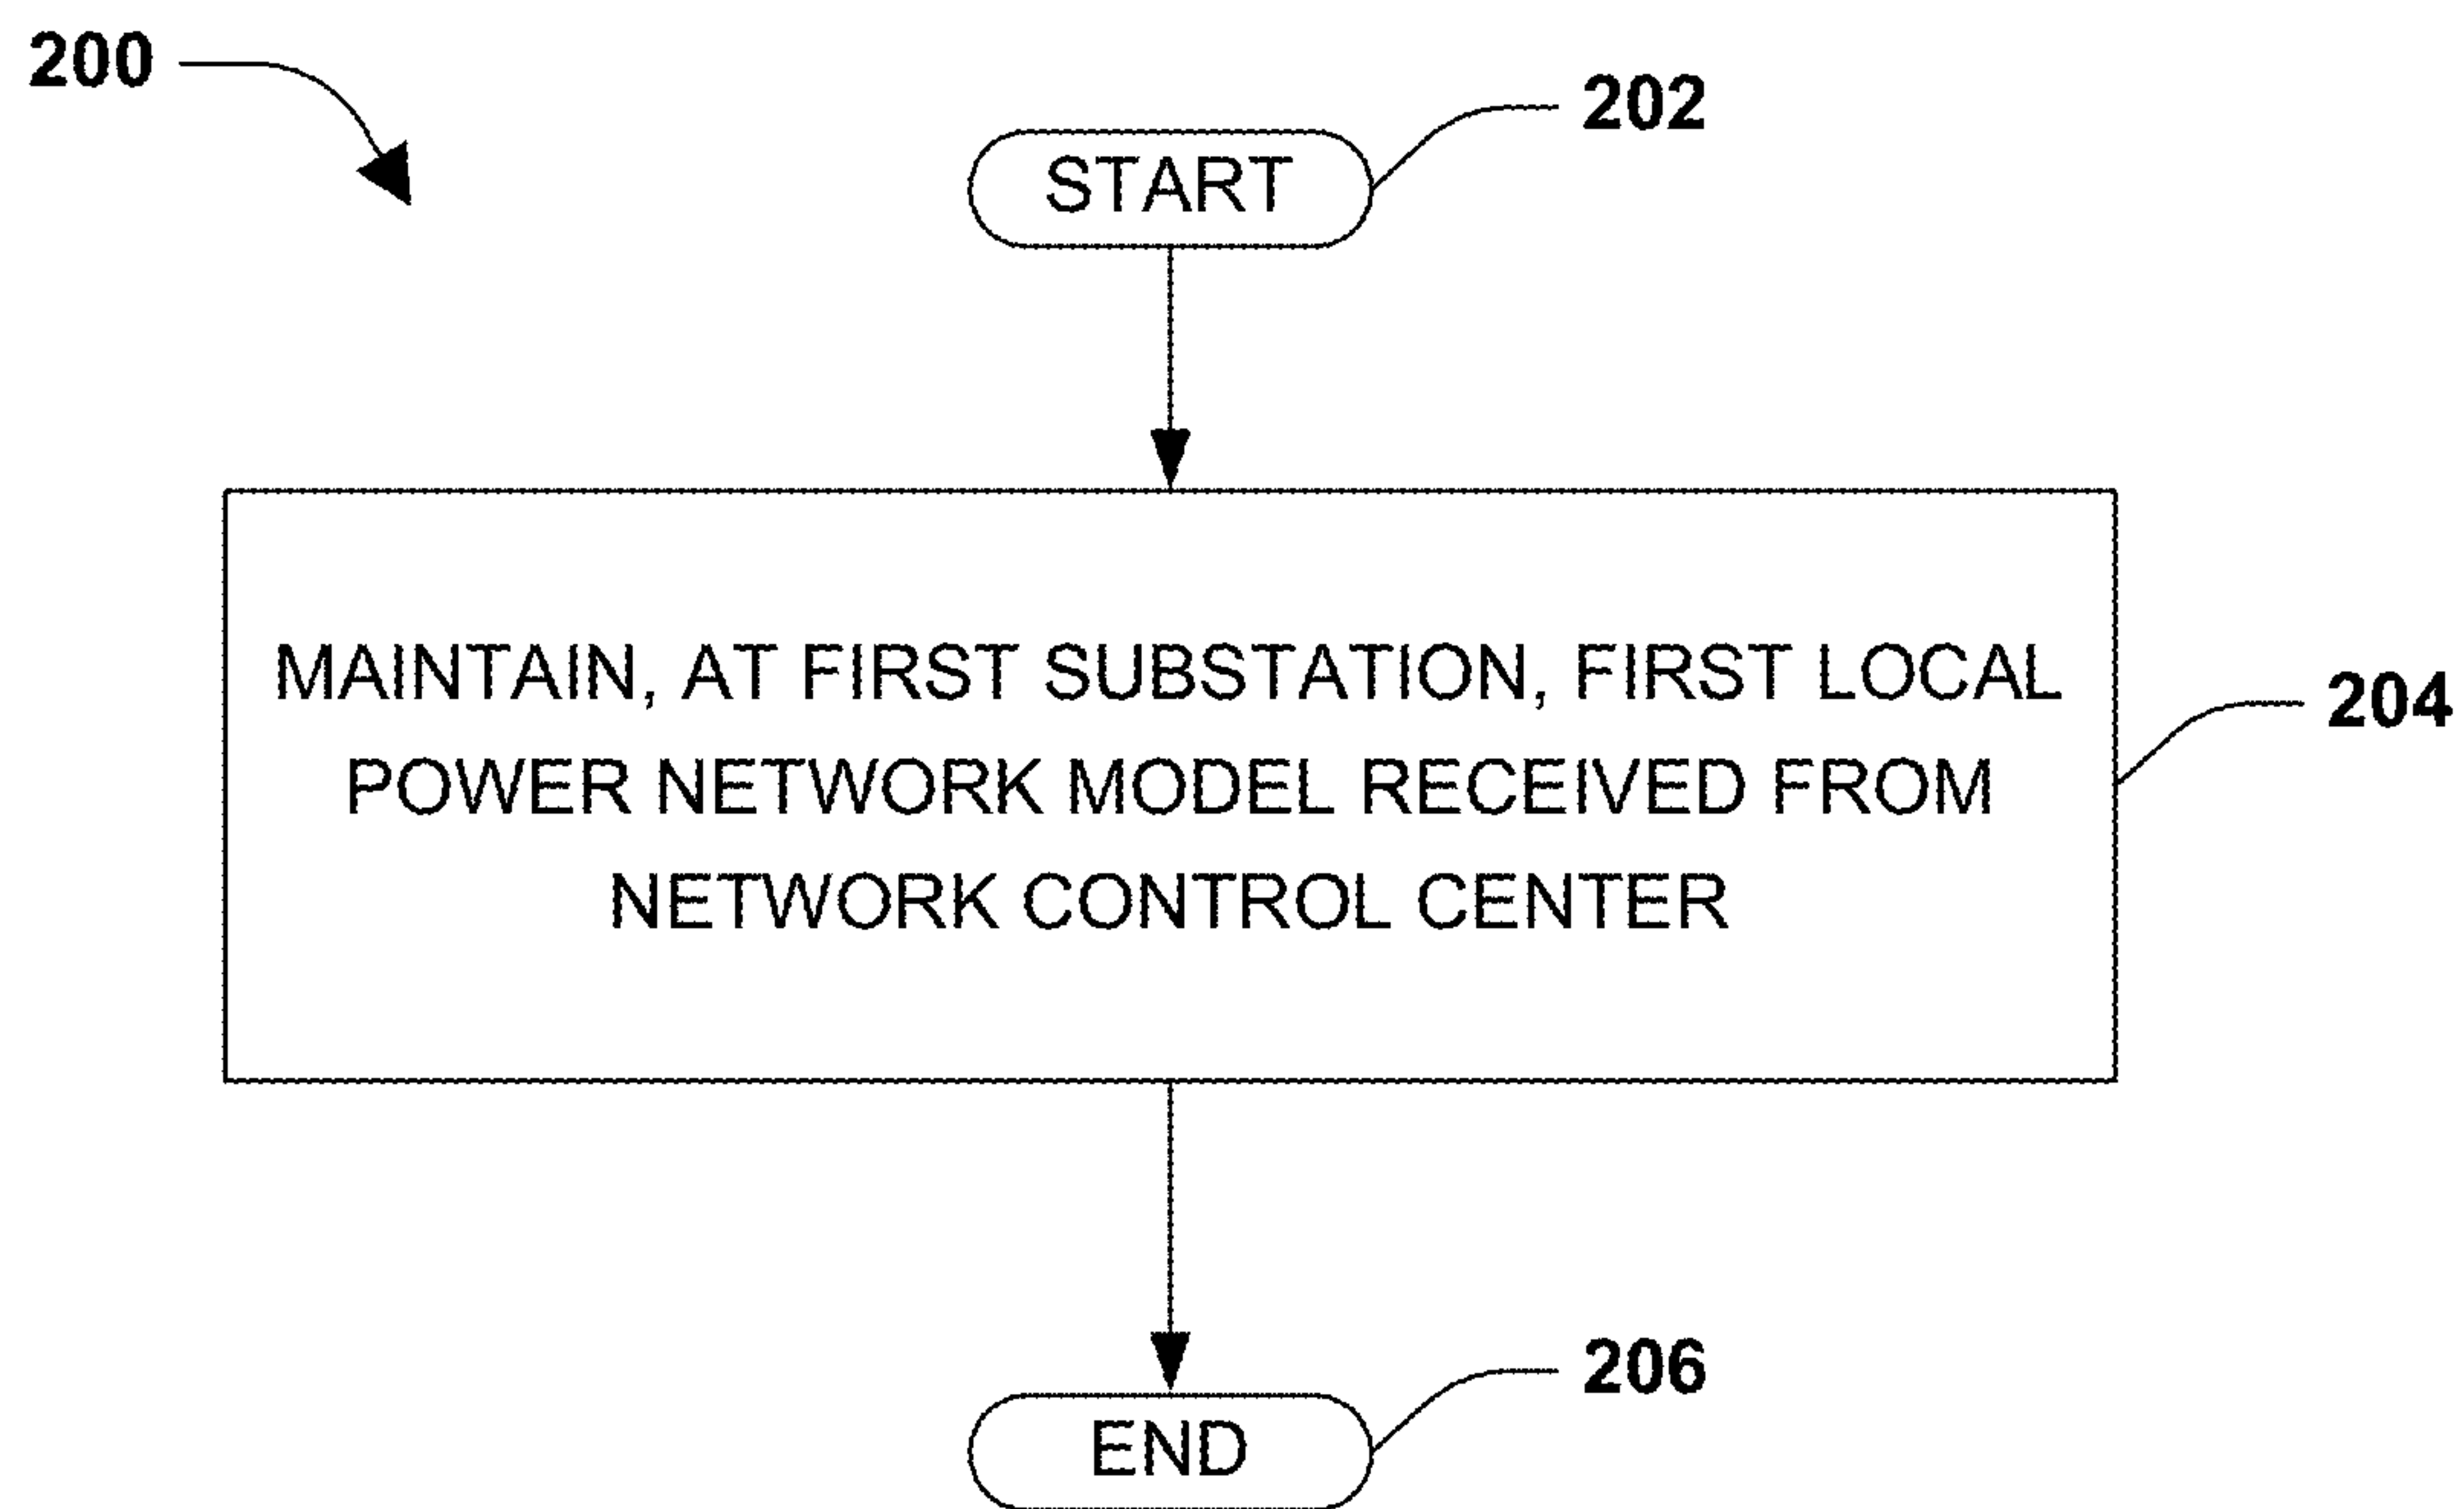 200
202
START
MAINTAIN, AT FIRST SUBSTATION, FIRST LOCAL
POWER NETWORK MODEL RECEIVED FROM
NETWORK CONTROL CENTER
204
206
END